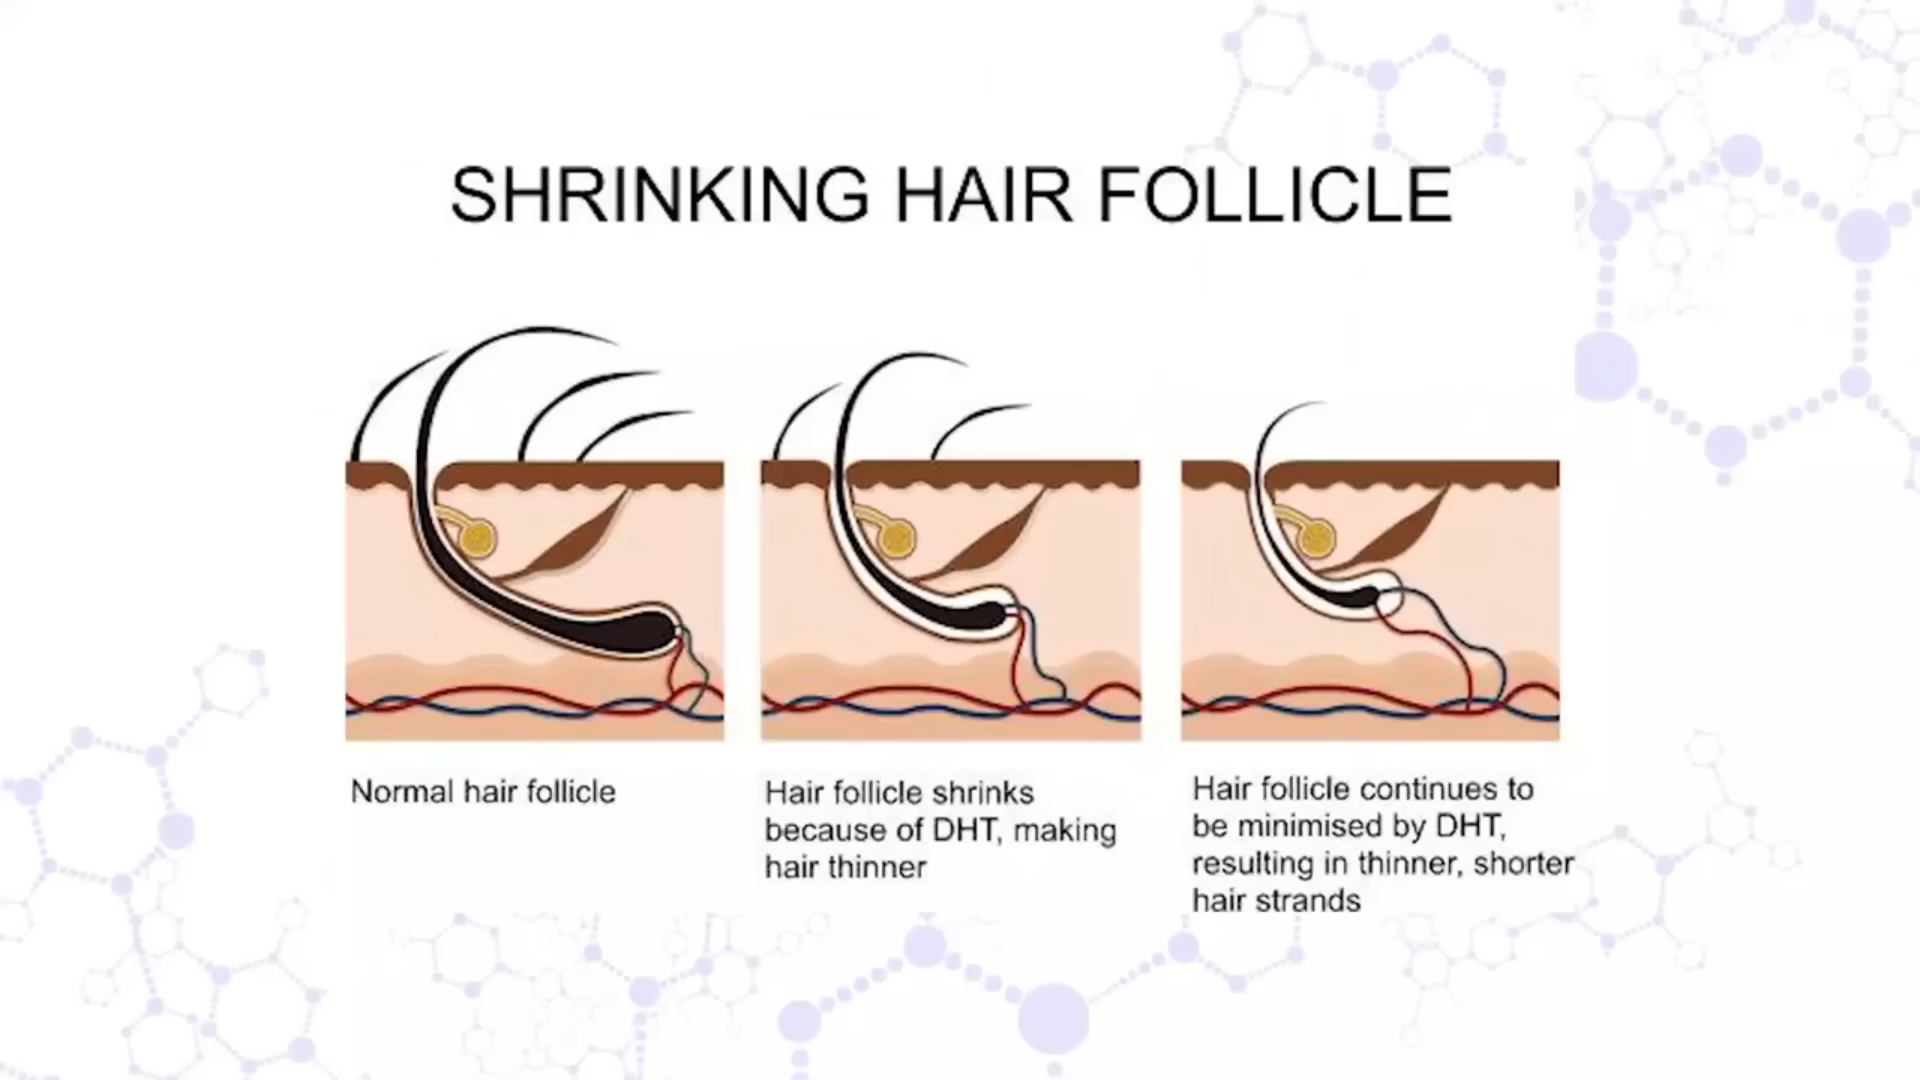 SHRINKING HAIR FOLLICLE
Normal hair follicle
Hair follicle shrinks
because of DHT, making
hair thinner
Hair follicle continues to
be minimised by DHT,
resulting in thinner, shorter
hair strands